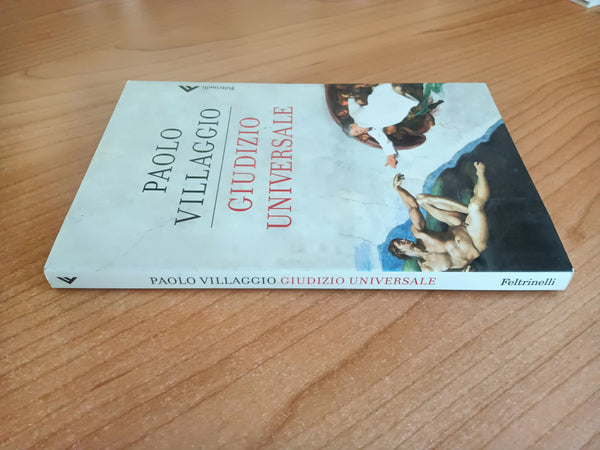 PAOLO
VILLAGGIO
GIUDIZIO
UNIVERSALE
Feltrinelli
PAOLO VILLAGGIO GIUDIZIO UNIVERSALE
Feltrinelli